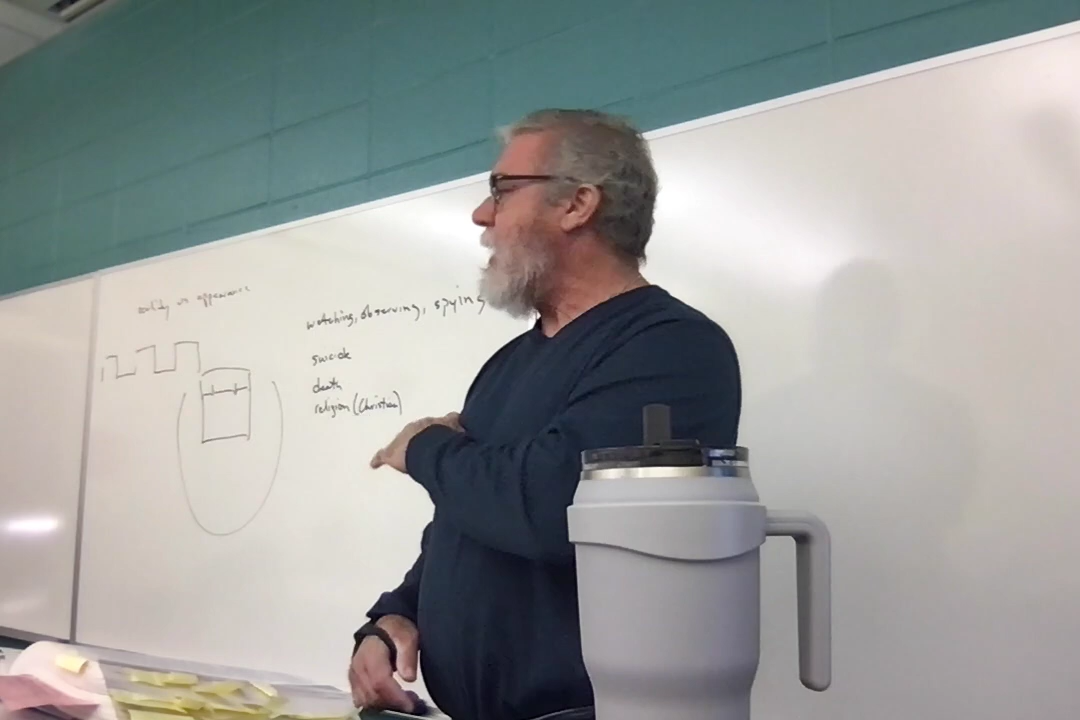 reality vs appearance
watching, observing, spying
suicide
death
religion (Christian)